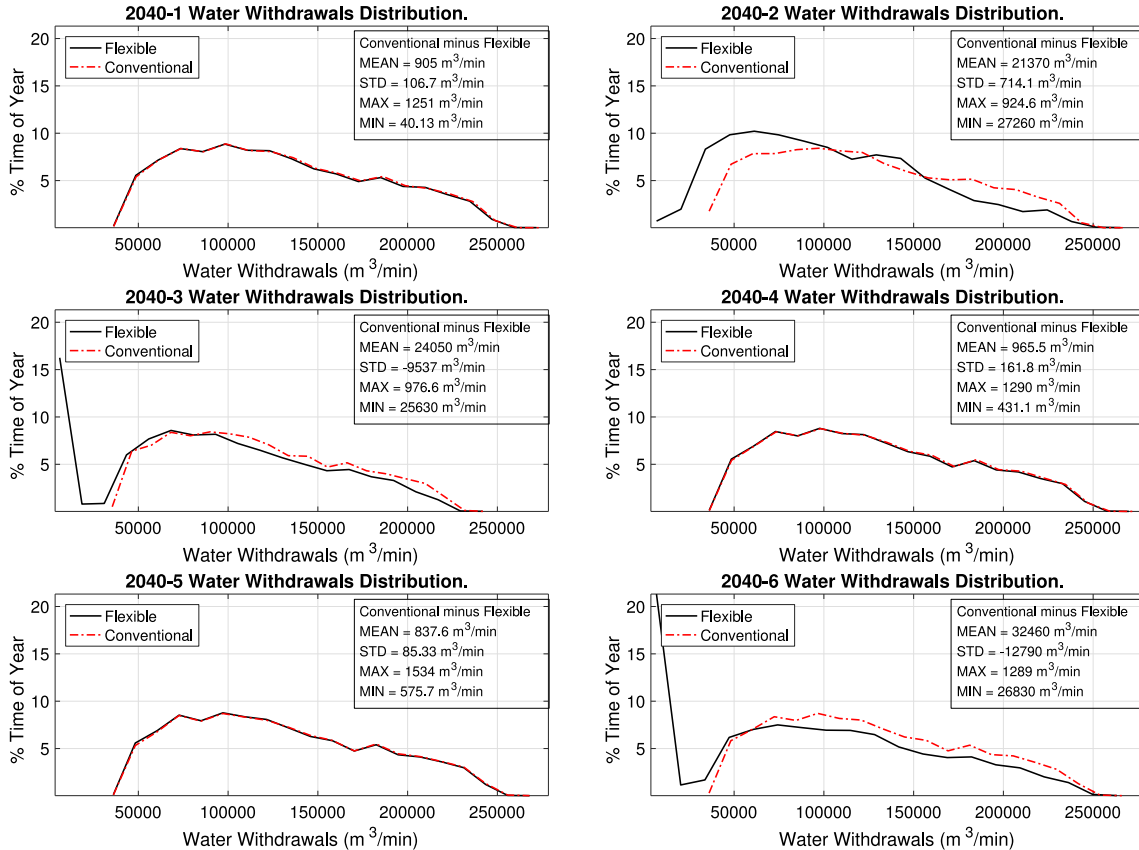 2040-1 Water Withdrawals Distribution.
% Time of Year
20
15
10
5
Flexible
Conventional
Conventional minus Flexible
MEAN = 905 m³/min
STD = 106.7 m³/min
MAX = 1251 m³/min
MIN = 40.13 m³/min
50000 100000 150000 200000 250000
Water Withdrawals (m³/min)
2040-2 Water Withdrawals Distribution.
% Time of Year
20
15
10
5
Flexible
Conventional
Conventional minus Flexible
MEAN = 21370 m³/min
STD = 714.1 m³/min
MAX = 924.6 m³/min
MIN = 27260 m³/min
50000 100000 150000 200000 250000
Water Withdrawals (m³/min)
2040-3 Water Withdrawals Distribution.
% Time of Year
20
15
10
5
Flexible
Conventional
Conventional minus Flexible
MEAN = 24050 m³/min
STD = -9537 m³/min
MAX = 976.6 m³/min
MIN = 25630 m³/min
50000 100000 150000 200000 250000
Water Withdrawals (m³/min)
2040-4 Water Withdrawals Distribution.
% Time of Year
20
15
10
5
Flexible
Conventional
Conventional minus Flexible
MEAN = 965.5 m³/min
STD = 161.8 m³/min
MAX = 1290 m³/min
MIN = 431.1 m³/min
50000 100000 150000 200000 250000
Water Withdrawals (m³/min)
2040-5 Water Withdrawals Distribution.
% Time of Year
20
15
10
5
Flexible
Conventional
Conventional minus Flexible
MEAN = 837.6 m³/min
STD = 85.33 m³/min
MAX = 1534 m³/min
MIN = 575.7 m³/min
50000 100000 150000 200000 250000
Water Withdrawals (m³/min)
2040-6 Water Withdrawals Distribution.
% Time of Year
20
15
10
5
Flexible
Conventional
Conventional minus Flexible
MEAN = 32460 m³/min
STD = -12790 m³/min
MAX = 1289 m³/min
MIN = 26830 m³/min
50000 100000 150000 200000 250000
Water Withdrawals (m³/min)